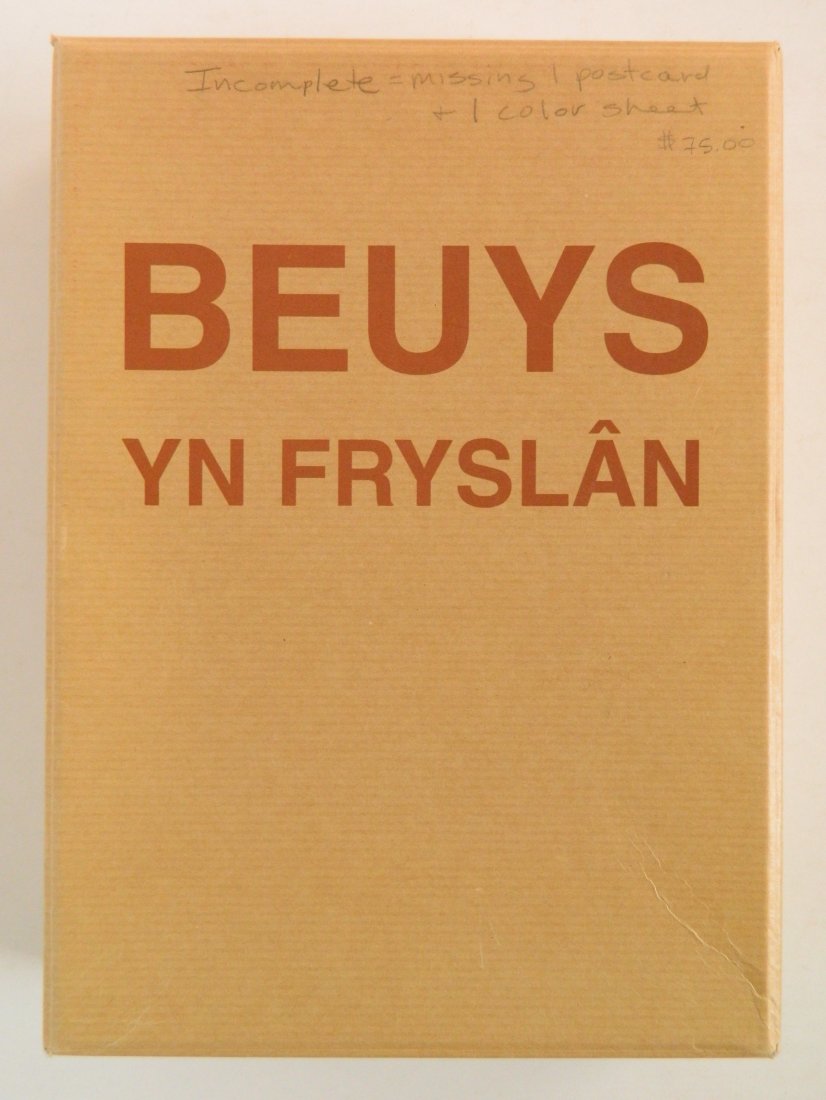 Incomplete = missing 1 postcard
+ 1 color sheet
$75.00
BEUYS
YN FRYSLÂN